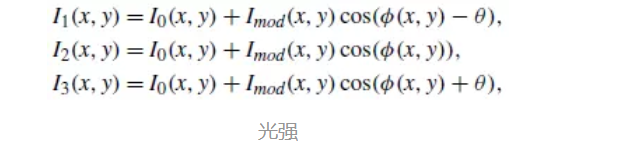 I₁(x, y) = I₀(x, y) + Iₘₒd(x, y) cos(ϕ(x, y) − θ),
I₂(x, y) = I₀(x, y) + Iₘₒd(x, y) cos(ϕ(x, y)),
I₃(x, y) = I₀(x, y) + Iₘₒd(x, y) cos(ϕ(x, y) + θ),
光强